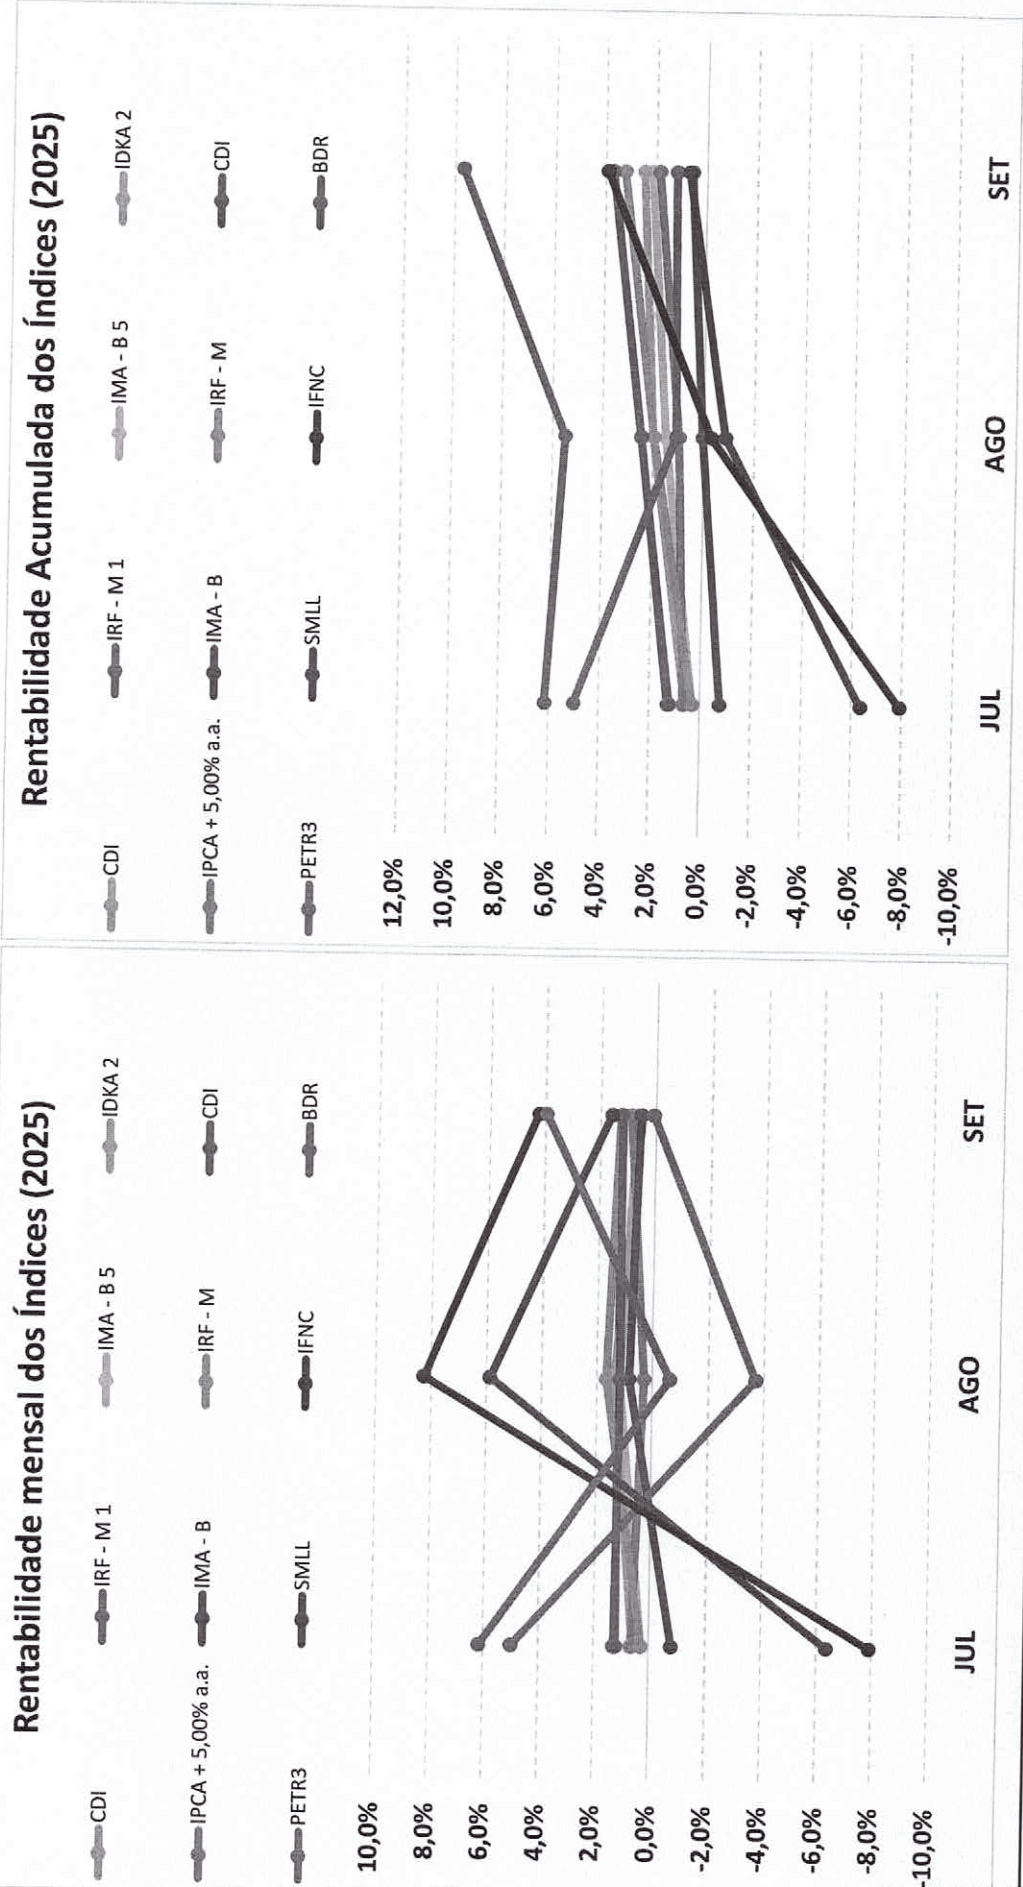 Rentabilidade mensal dos Índices (2025)
CDI IRF - M 1 IMA - B 5 IDKA 2
IPCA + 5,00% a.a. IMA - B IRF - M CDI
PETR3 SMLL IFNC BDR
10,0%
8,0%
6,0%
4,0%
2,0%
0,0%
-2,0%
-4,0%
-6,0%
-8,0%
-10,0%
JUL AGO SET
Rentabilidade Acumulada dos Índices (2025)
CDI IRF - M 1 IMA - B 5 IDKA 2
IPCA + 5,00% a.a. IMA - B IRF - M CDI
PETR3 SMLL IFNC BDR
12,0%
10,0%
8,0%
6,0%
4,0%
2,0%
0,0%
-2,0%
-4,0%
-6,0%
-8,0%
-10,0%
JUL AGO SET